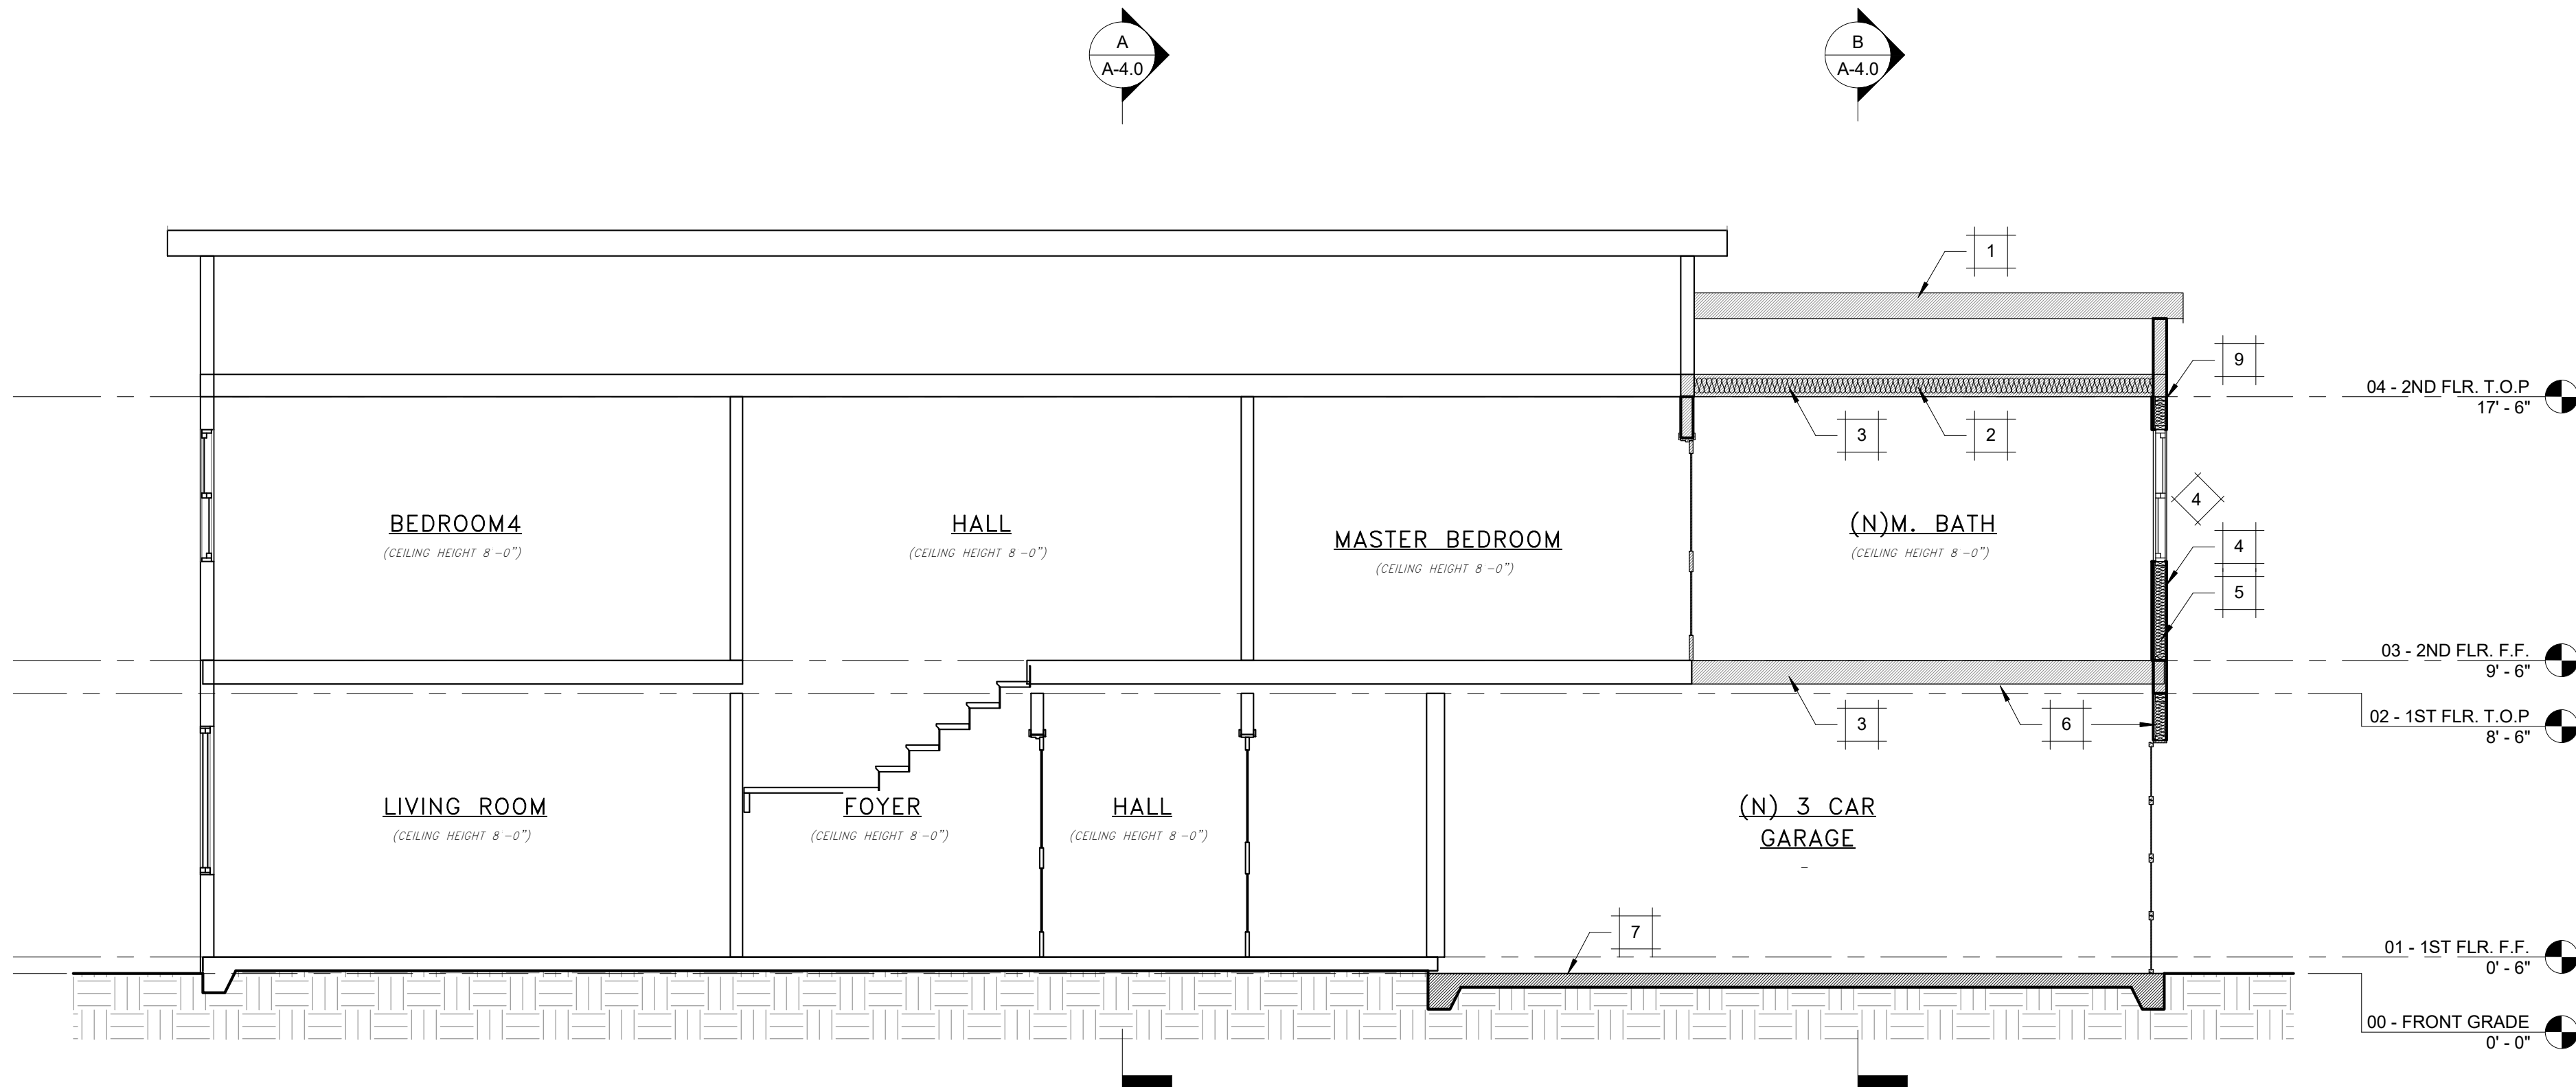 A
A-4.0
B
A-4.0
1
9
04 - 2ND FLR. T.O.P
17' - 6"
3
2
4
BEDROOM4
(CEILING HEIGHT 8 -0")
HALL
(CEILING HEIGHT 8 -0")
MASTER BEDROOM
(CEILING HEIGHT 8 -0")
(N)M. BATH
(CEILING HEIGHT 8 -0")
4
5
03 - 2ND FLR. F.F.
9' - 6"
3
6
02 - 1ST FLR. T.O.P
8' - 6"
LIVING ROOM
(CEILING HEIGHT 8 -0")
FOYER
(CEILING HEIGHT 8 -0")
HALL
(CEILING HEIGHT 8 -0")
(N) 3 CAR
GARAGE
-
7
01 - 1ST FLR. F.F.
0' - 6"
00 - FRONT GRADE
0' - 0"